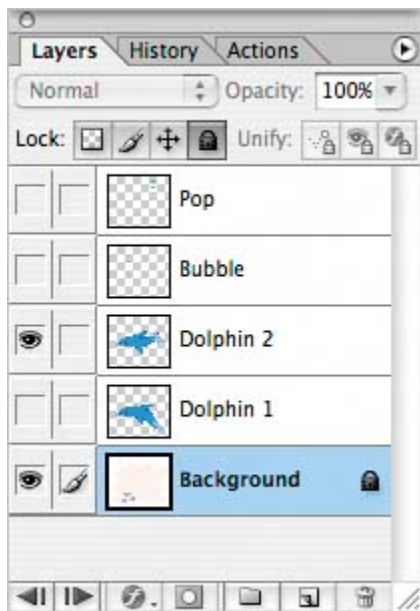 Layers History Actions
Normal Opacity: 100%
Lock: Unify:
Pop
Bubble
Dolphin 2
Dolphin 1
Background